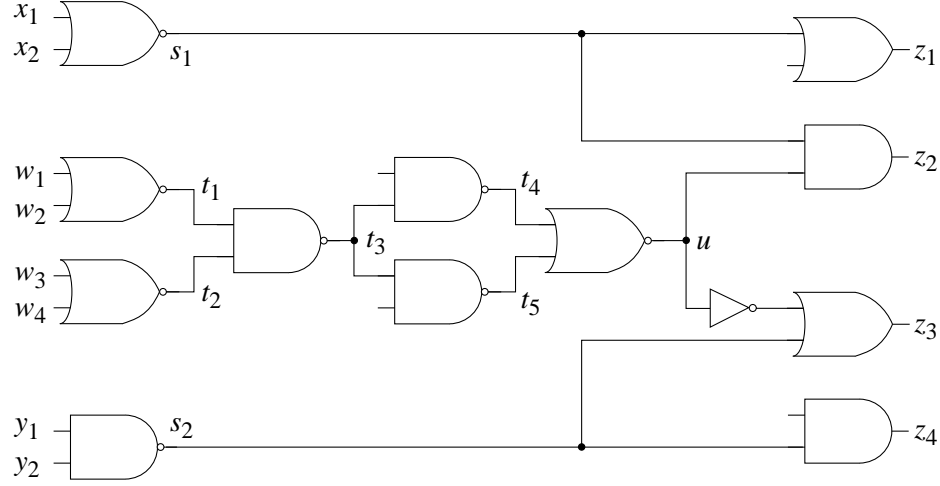 x₁
x₂
s₁
z₁
z₂
w₁
w₂
t₁
t₄
t₃
u
w₃
w₄
t₂
t₅
z₃
y₁
y₂
s₂
z₄